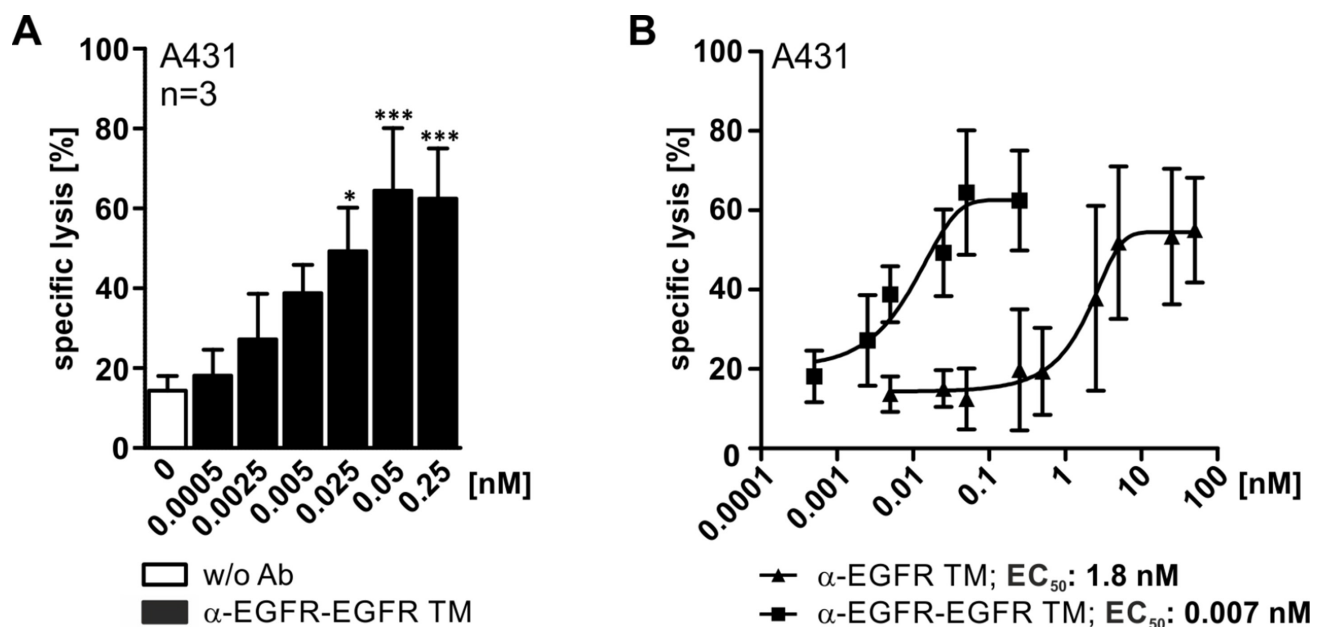 A
A431
n=3
specific lysis [%]
100
80
60
40
20
0
*
***
***
0
0.0005
0.0025
0.005
0.025
0.05
0.25
[nM]
w/o Ab
α-EGFR-EGFR TM
B
A431
specific lysis [%]
100
80
60
40
20
0
0.0001
0.001
0.01
0.1
1
10
100
[nM]
α-EGFR TM; EC50: 1.8 nM
α-EGFR-EGFR TM; EC50: 0.007 nM